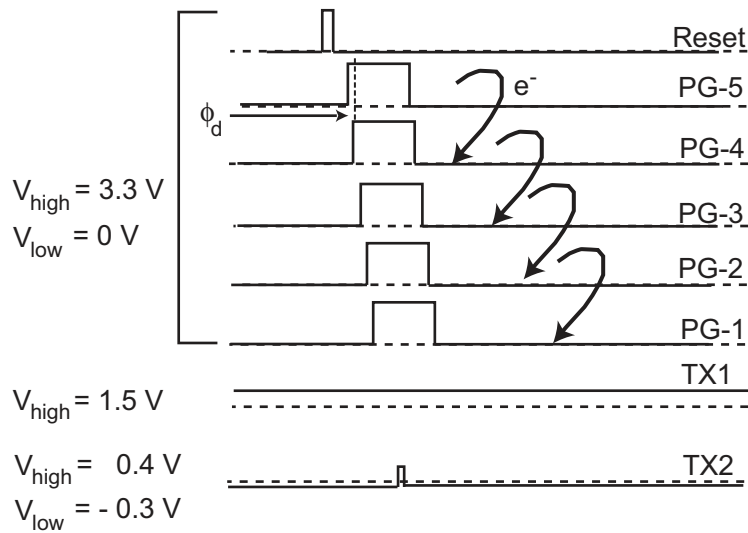 Reset
PG-5
e-
ϕd
PG-4
Vhigh = 3.3 V
PG-3
Vlow = 0 V
PG-2
PG-1
TX1
Vhigh = 1.5 V
Vhigh = 0.4 V
TX2
Vlow = - 0.3 V